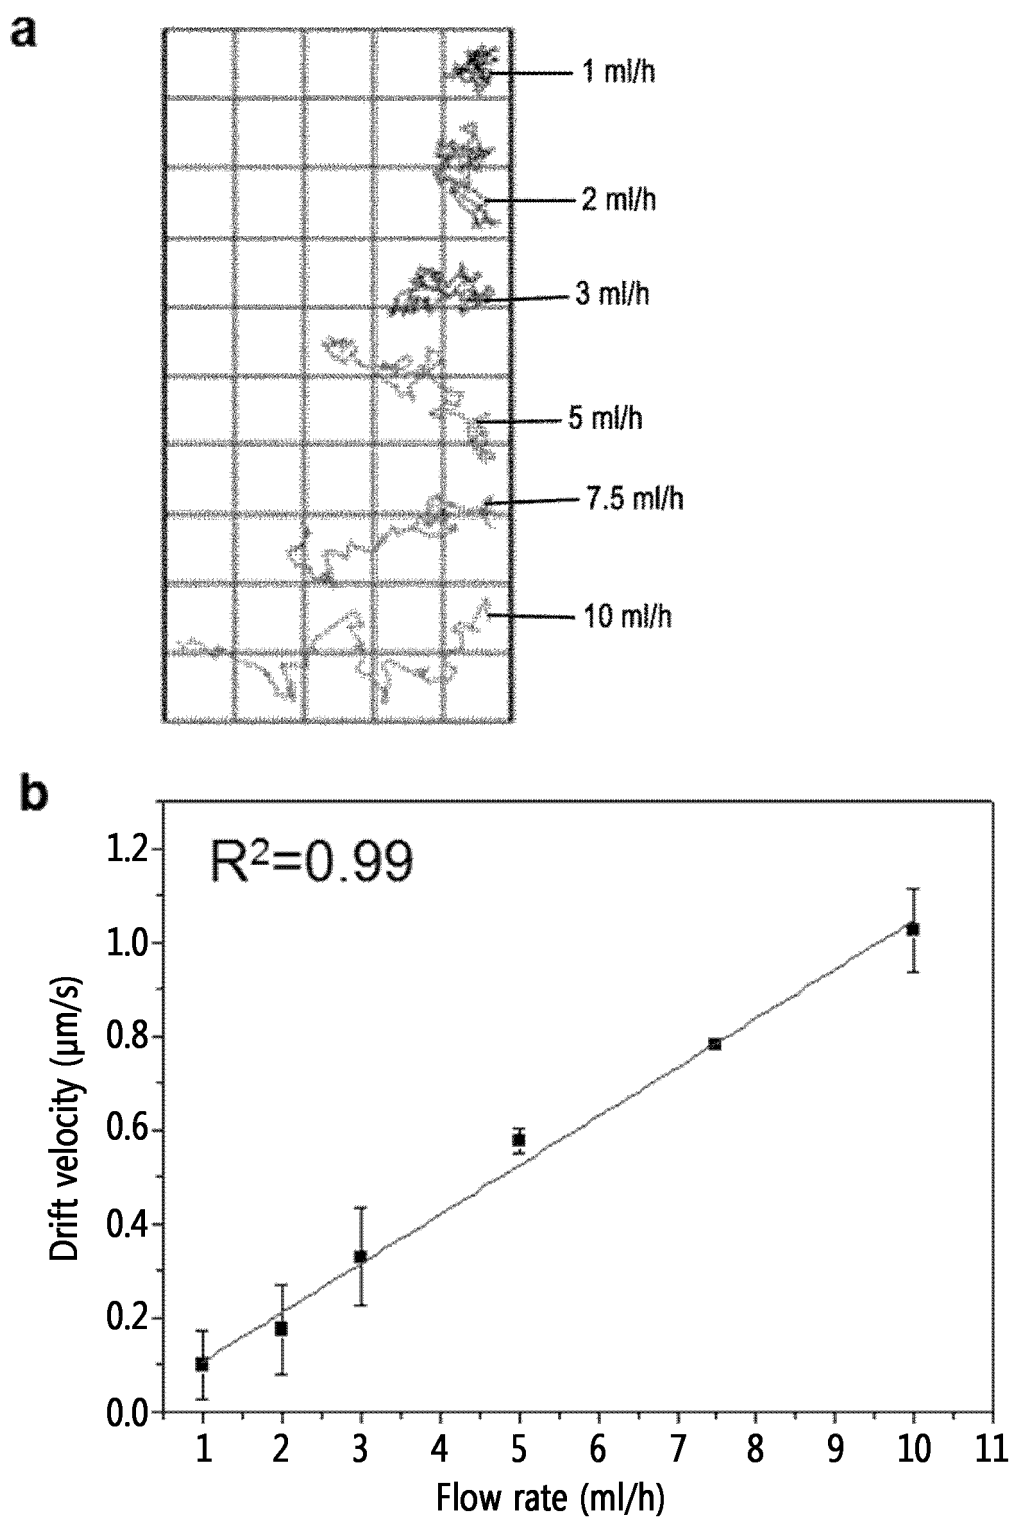 a
1 ml/h
2 ml/h
3 ml/h
5 ml/h
7.5 ml/h
10 ml/h
b
R²=0.99
1.2
1.0
0.8
0.6
0.4
0.2
0.0
Drift velocity (μm/s)
1 2 3 4 5 6 7 8 9 10 11
Flow rate (ml/h)